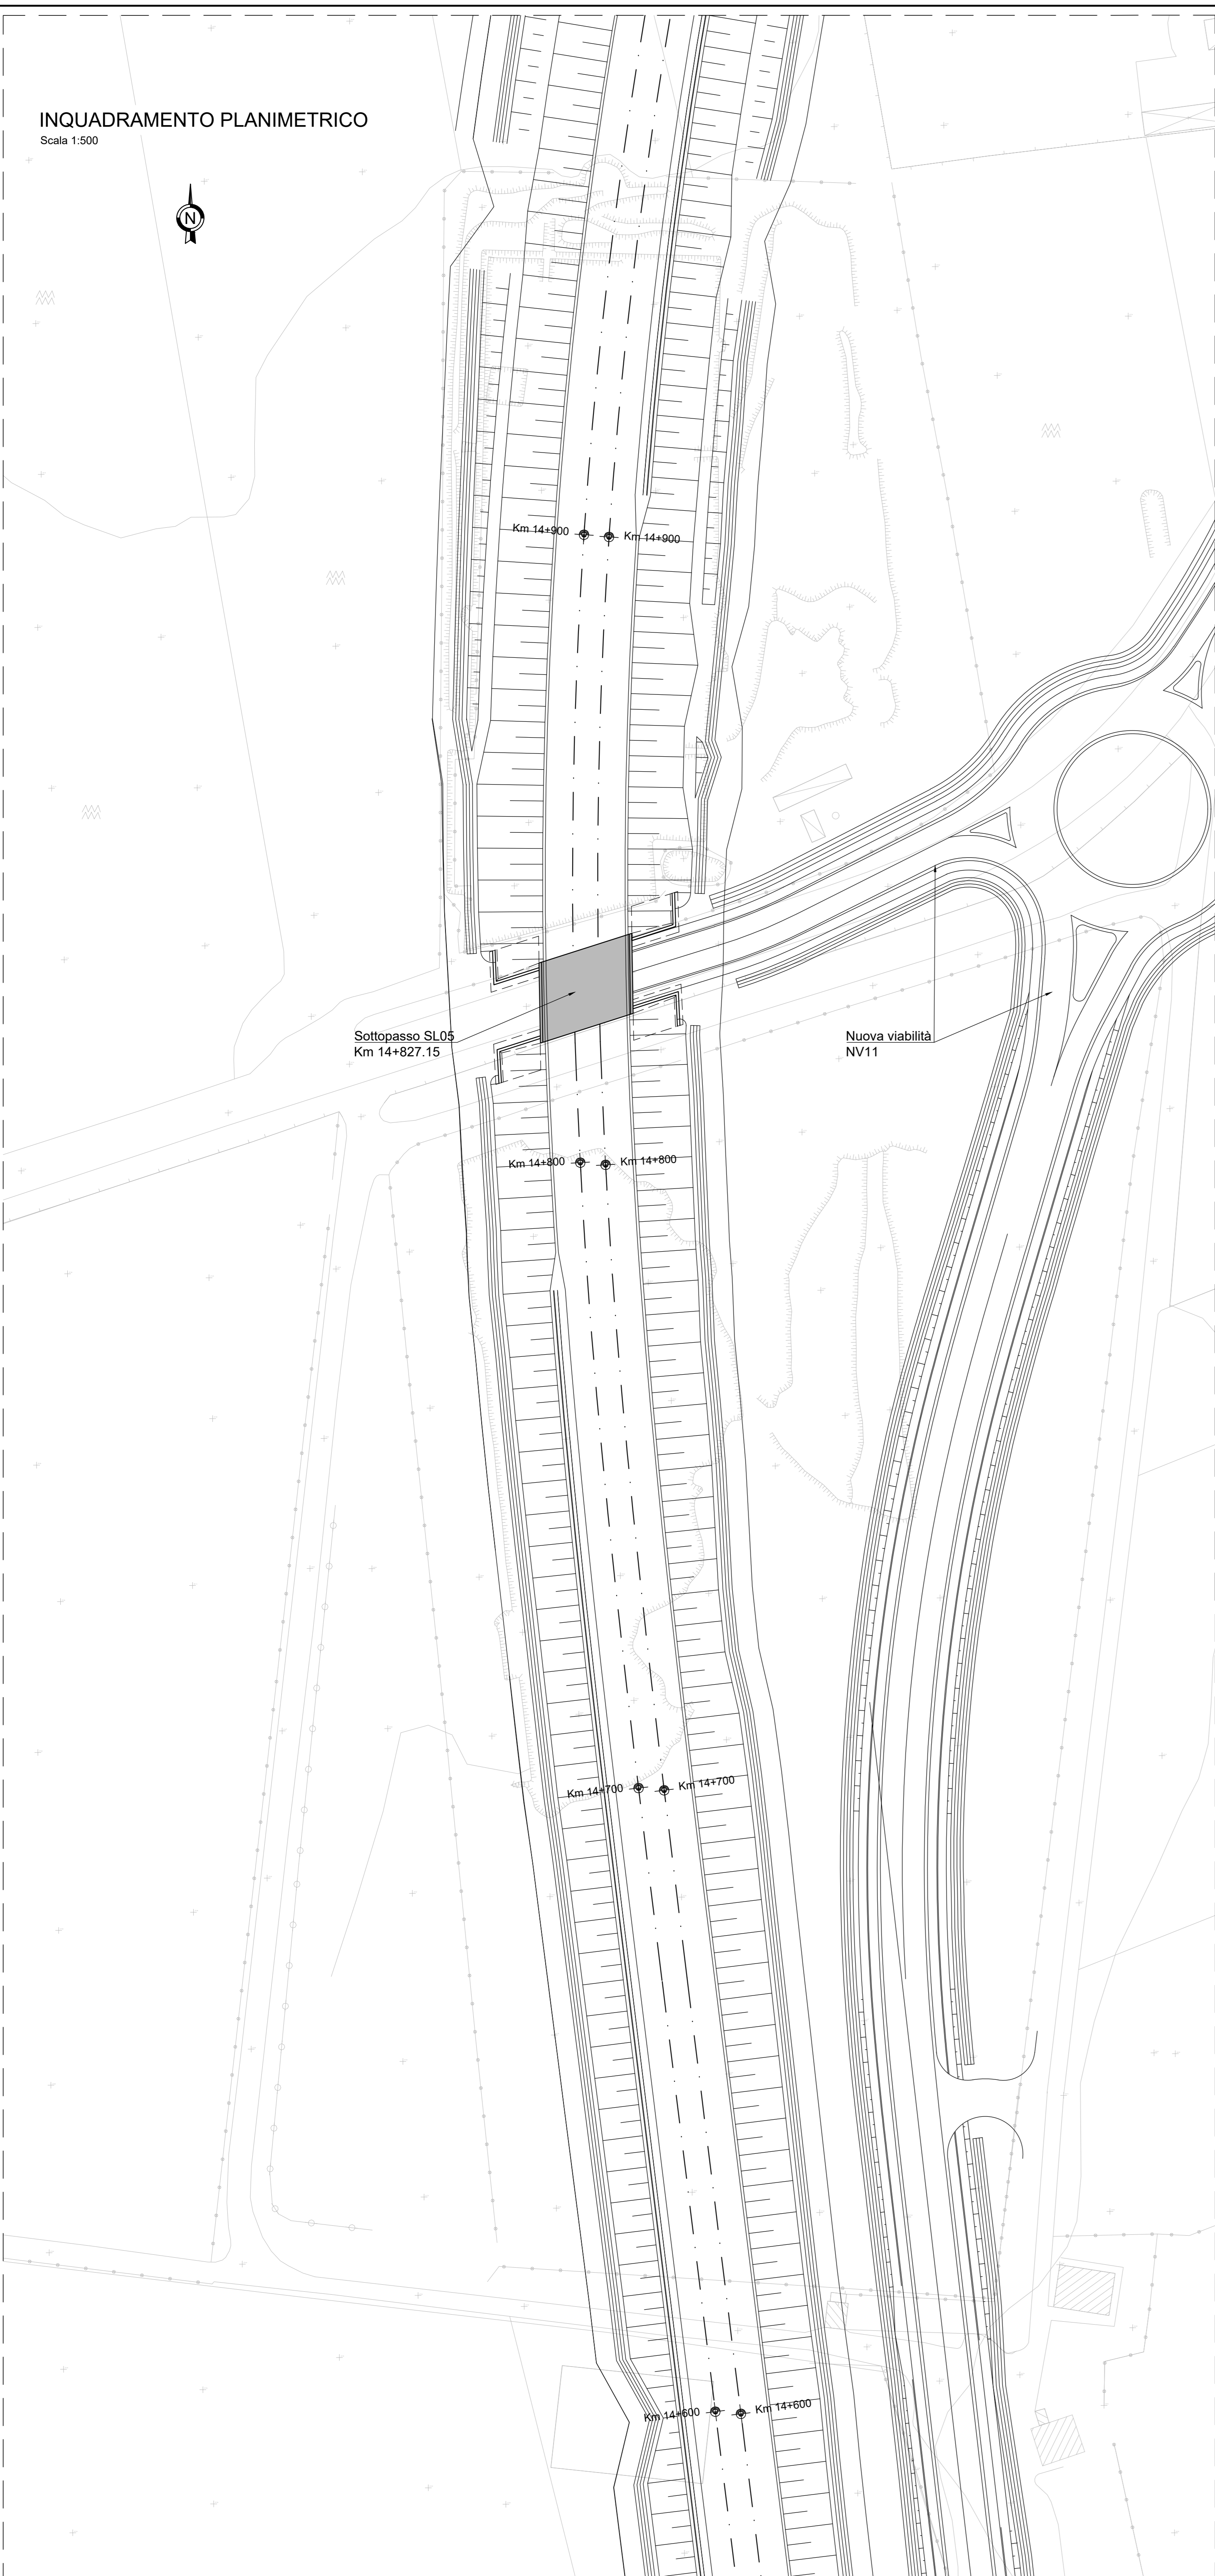 INQUADRAMENTO PLANIMETRICO
Scala 1:500
N
Km 14+900
Km 14+900
Sottopasso SL05
Km 14+827.15
Nuova viabilità
NV11
Km 14+800
Km 14+800
Km 14+700
Km 14+700
Km 14+600
Km 14+600